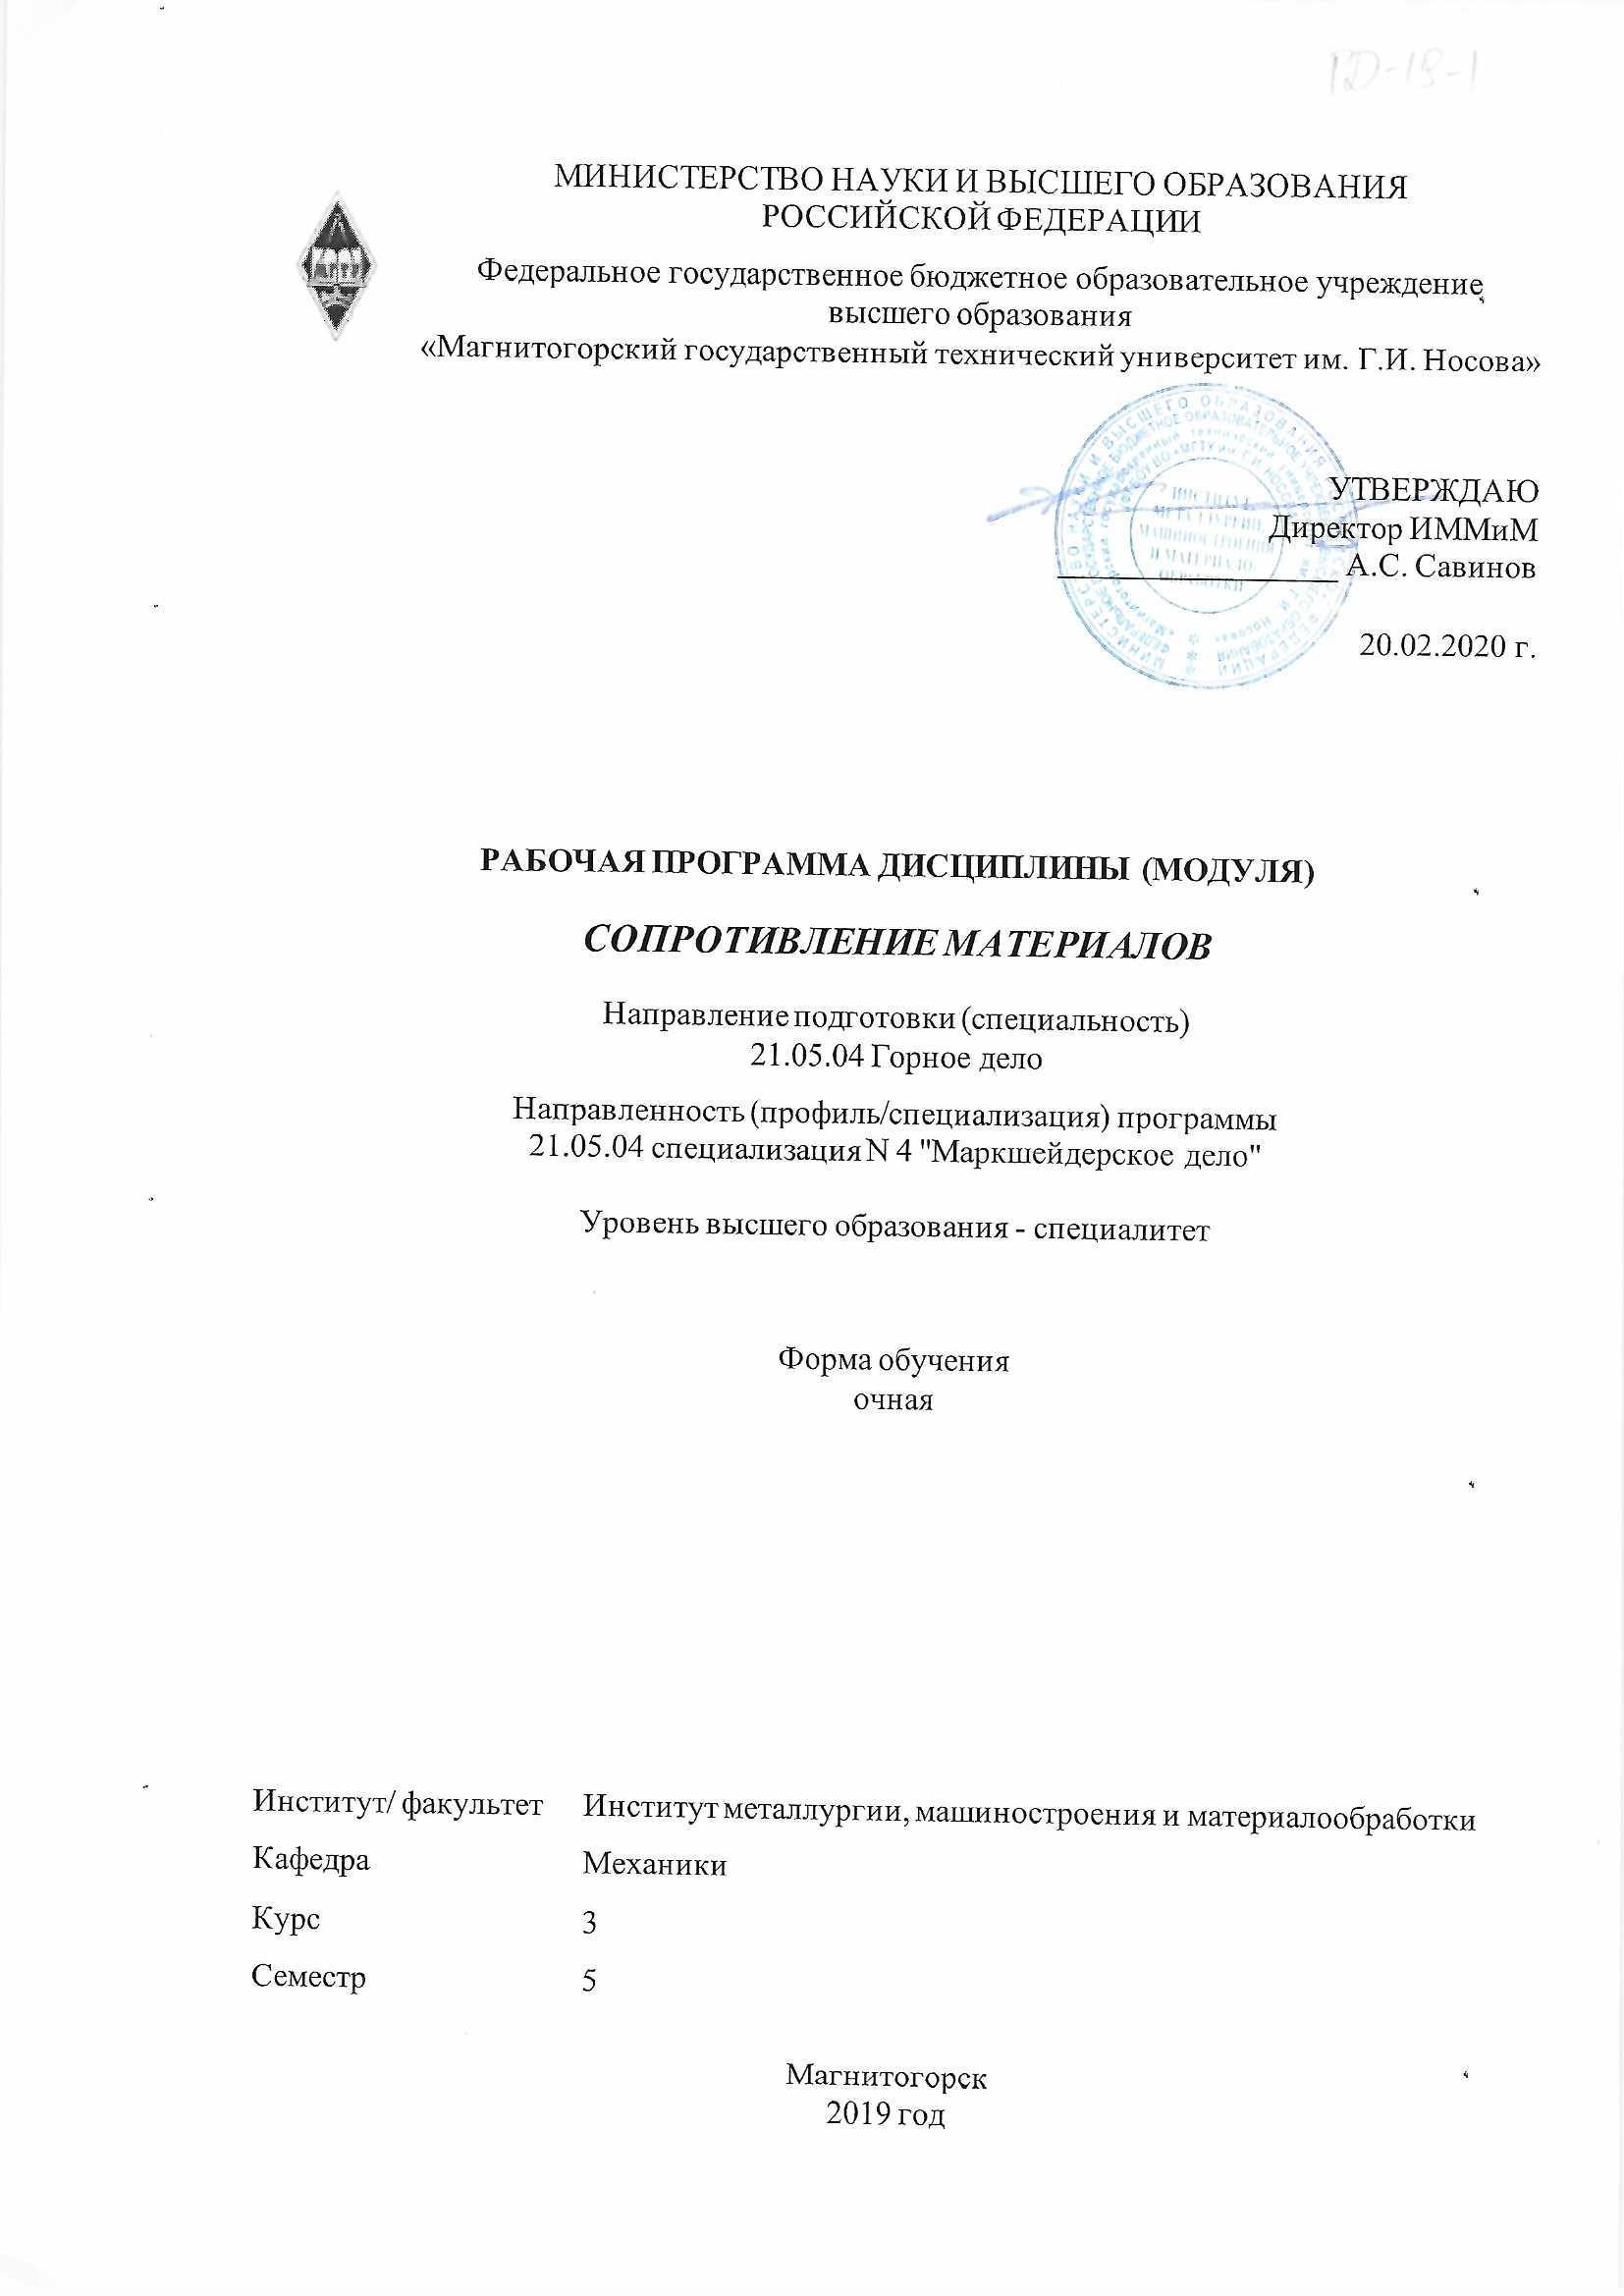 МИНИСТЕРСТВО НАУКИ И ВЫСШЕГО ОБРАЗОВАНИЯ
РОССИЙСКОЙ ФЕДЕРАЦИИ
Федеральное государственное бюджетное образовательное учреждение
высшего образования
«Магнитогорский государственный технический университет им. Г.И. Носова»
УТВЕРЖДАЮ
Директор ИММиМ
А.С. Савинов
20.02.2020 г.
РАБОЧАЯ ПРОГРАММА ДИСЦИПЛИНЫ (МОДУЛЯ)
СОПРОТИВЛЕНИЕ МАТЕРИАЛОВ
Направление подготовки (специальность)
21.05.04 Горное дело
Направленность (профиль/специализация) программы
21.05.04 специализация N 4 "Маркшейдерское дело"
Уровень высшего образования - специалитет
Форма обучения
очная
Институт/ факультет Институт металлургии, машиностроения и материалообработки
Кафедра Механики
Курс 3
Семестр 5
Магнитогорск
2019 год